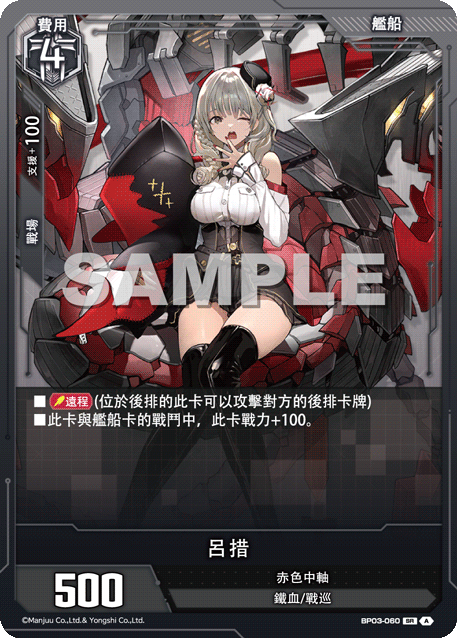 費用
4
艦船
支援+100
戰場
SAMPLE
■遠程(位於後排的此卡可以攻擊對方的後排卡牌)
■此卡與艦船卡的戰鬥中，此卡戰力+100。
呂措
500
赤色中軸
鐵血/戰巡
©Manjuu Co.,Ltd.& Yongshi Co.,Ltd.
BP03-060 SR A